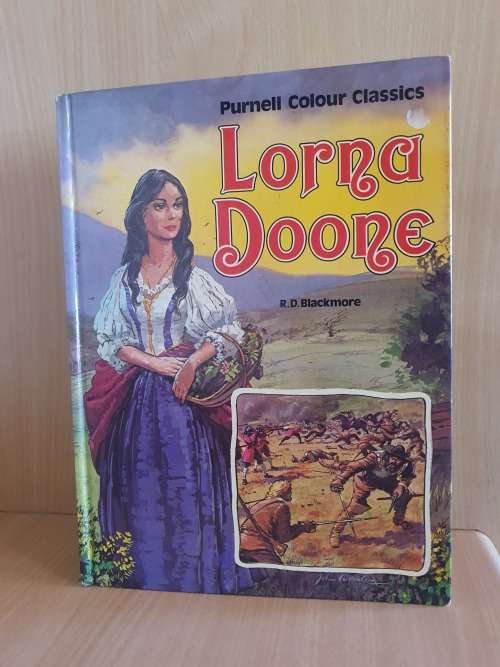 Purnell Colour Classics
Lorna
Doone
R.D. Blackmore